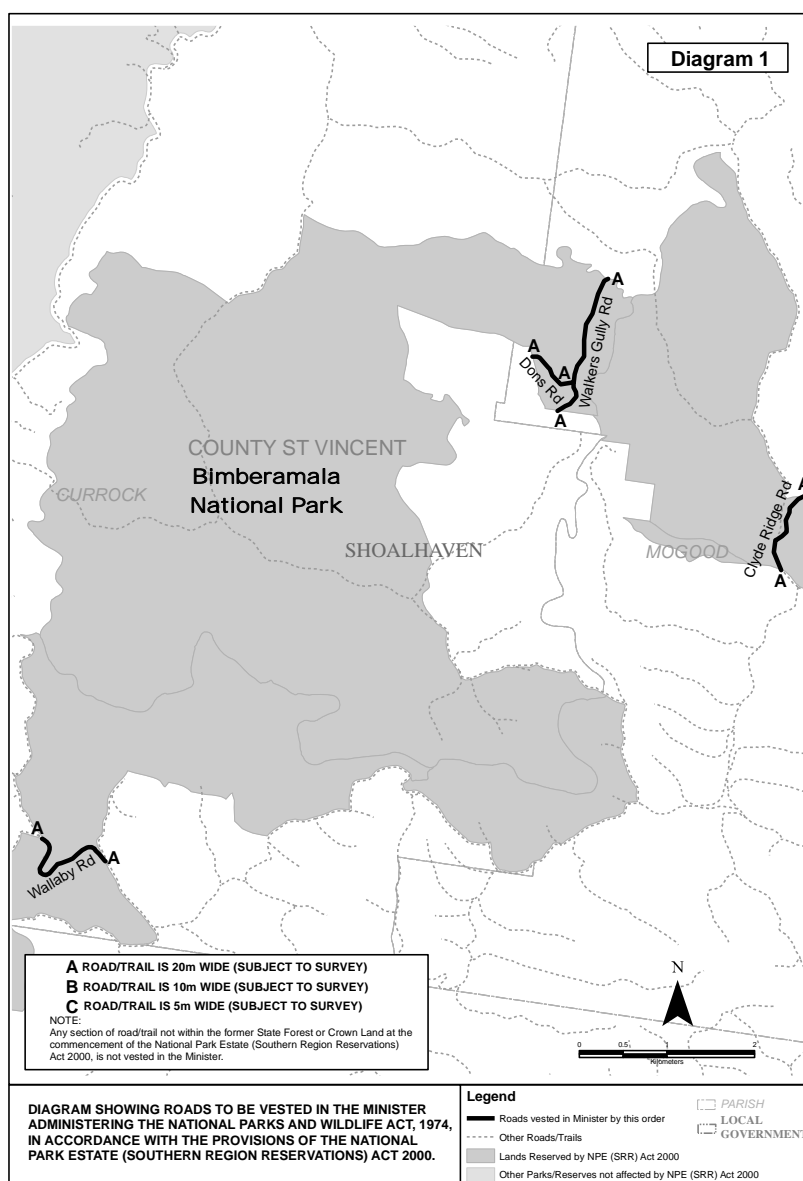 Diagram 1
A
A
A
Walkers Gully Rd
Dons Rd
A
COUNTY ST VINCENT
Bimberamala
National Park
CURROCK
SHOALHAVEN
MOGOOD
A
Clyde Ridge Rd
A
A
A
Wallaby Rd
A ROAD/TRAIL IS 20m WIDE (SUBJECT TO SURVEY)
B ROAD/TRAIL IS 10m WIDE (SUBJECT TO SURVEY)
C ROAD/TRAIL IS 5m WIDE (SUBJECT TO SURVEY)
NOTE:
Any section of road/trail not within the former State Forest or Crown Land at the
commencement of the National Park Estate (Southern Region Reservations)
Act 2000, is not vested in the Minister.
N
0 0.5 1 2
Kilometers
DIAGRAM SHOWING ROADS TO BE VESTED IN THE MINISTER
ADMINISTERING THE NATIONAL PARKS AND WILDLIFE ACT, 1974,
IN ACCORDANCE WITH THE PROVISIONS OF THE NATIONAL
PARK ESTATE (SOUTHERN REGION RESERVATIONS) ACT 2000.
Legend
Roads vested in Minister by this order
Other Roads/Trails
Lands Reserved by NPE (SRR) Act 2000
Other Parks/Reserves not affected by NPE (SRR) Act 2000
PARISH
LOCAL
GOVERNMENT